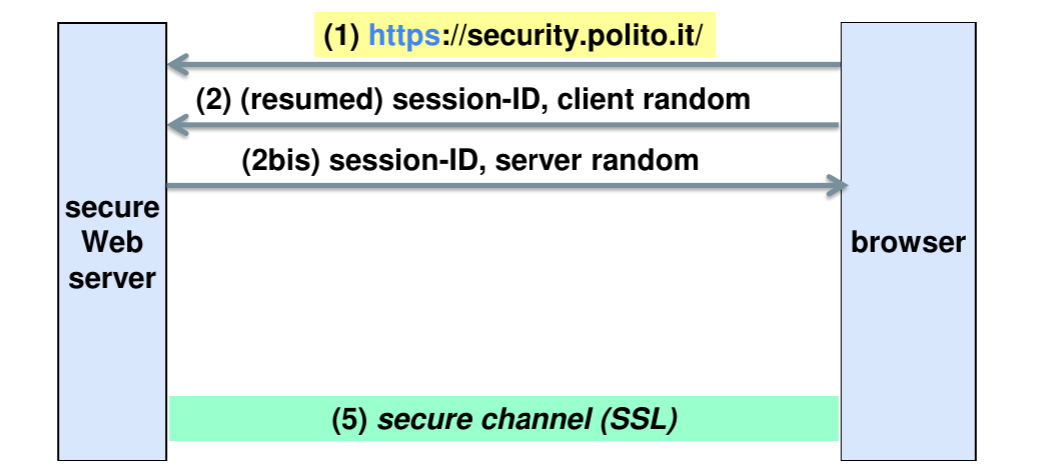 (1) https://security.polito.it/
(2) (resumed) session-ID, client random
(2bis) session-ID, server random
secure
Web
server
browser
(5) secure channel (SSL)